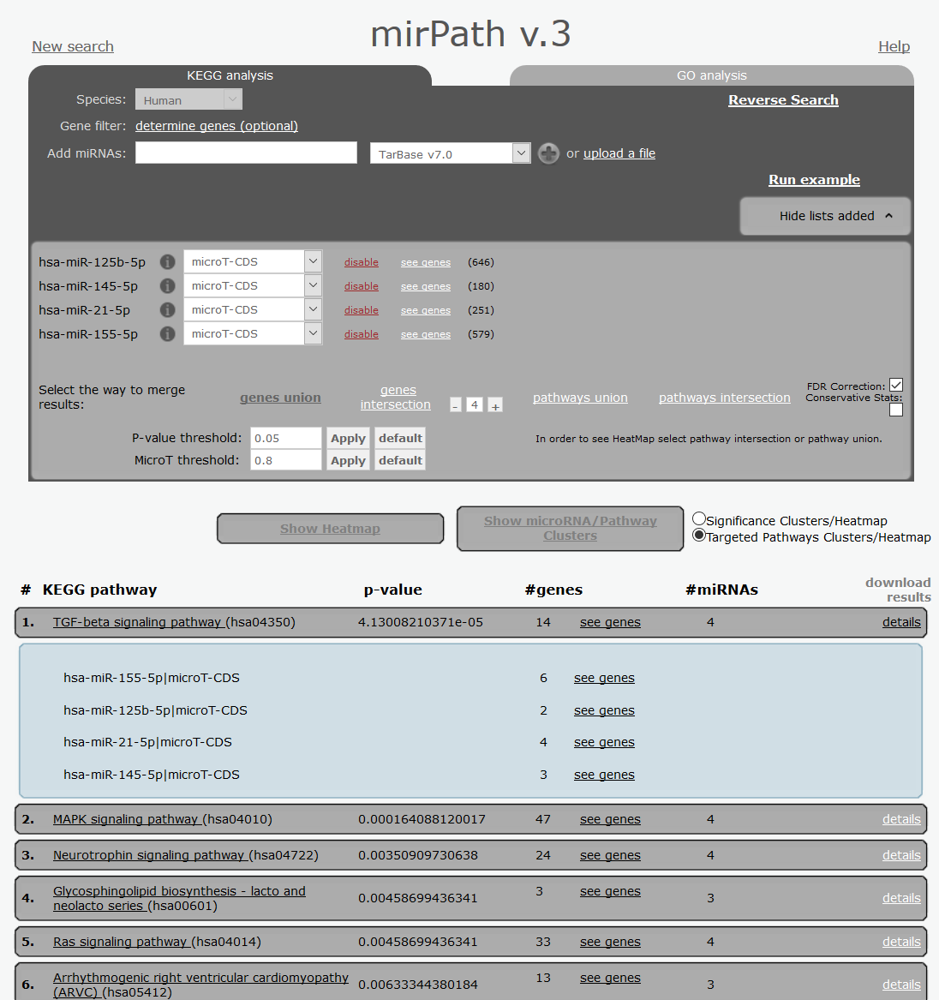 mirPath v.3
New search
Help
KEGG analysis
GO analysis
Species: Human
Reverse Search
Gene filter: determine genes (optional)
Add miRNAs: TarBase v7.0 or upload a file
Run example
Hide lists added
hsa-miR-125b-5p microT-CDS disable see genes (646)
hsa-miR-145-5p microT-CDS disable see genes (180)
hsa-miR-21-5p microT-CDS disable see genes (251)
hsa-miR-155-5p microT-CDS disable see genes (579)
Select the way to merge
results:
genes union
genes
intersection
- 4 +
pathways union
pathways intersection
FDR Correction:
Conservative Stats:
P-value threshold: 0.05 Apply default
In order to see HeatMap select pathway intersection or pathway union.
MicroT threshold: 0.8 Apply default
Show Heatmap
Show microRNA/Pathway
Clusters
Significance Clusters/Heatmap
Targeted Pathways Clusters/Heatmap
# KEGG pathway p-value #genes #miRNAs
download
results
1. TGF-beta signaling pathway (hsa04350) 4.13008210371e-05 14 see genes 4 details
hsa-miR-155-5p|microT-CDS 6 see genes
hsa-miR-125b-5p|microT-CDS 2 see genes
hsa-miR-21-5p|microT-CDS 4 see genes
hsa-miR-145-5p|microT-CDS 3 see genes
2. MAPK signaling pathway (hsa04010) 0.000164088120017 47 see genes 4 details
3. Neurotrophin signaling pathway (hsa04722) 0.00350909730638 24 see genes 4 details
4. Glycosphingolipid biosynthesis - lacto and
neolacto series (hsa00601) 0.00458699436341 3 see genes 3 details
5. Ras signaling pathway (hsa04014) 0.00458699436341 33 see genes 4 details
6. Arrhythmogenic right ventricular cardiomyopathy
(ARVC) (hsa05412) 0.00633344380184 13 see genes 3 details